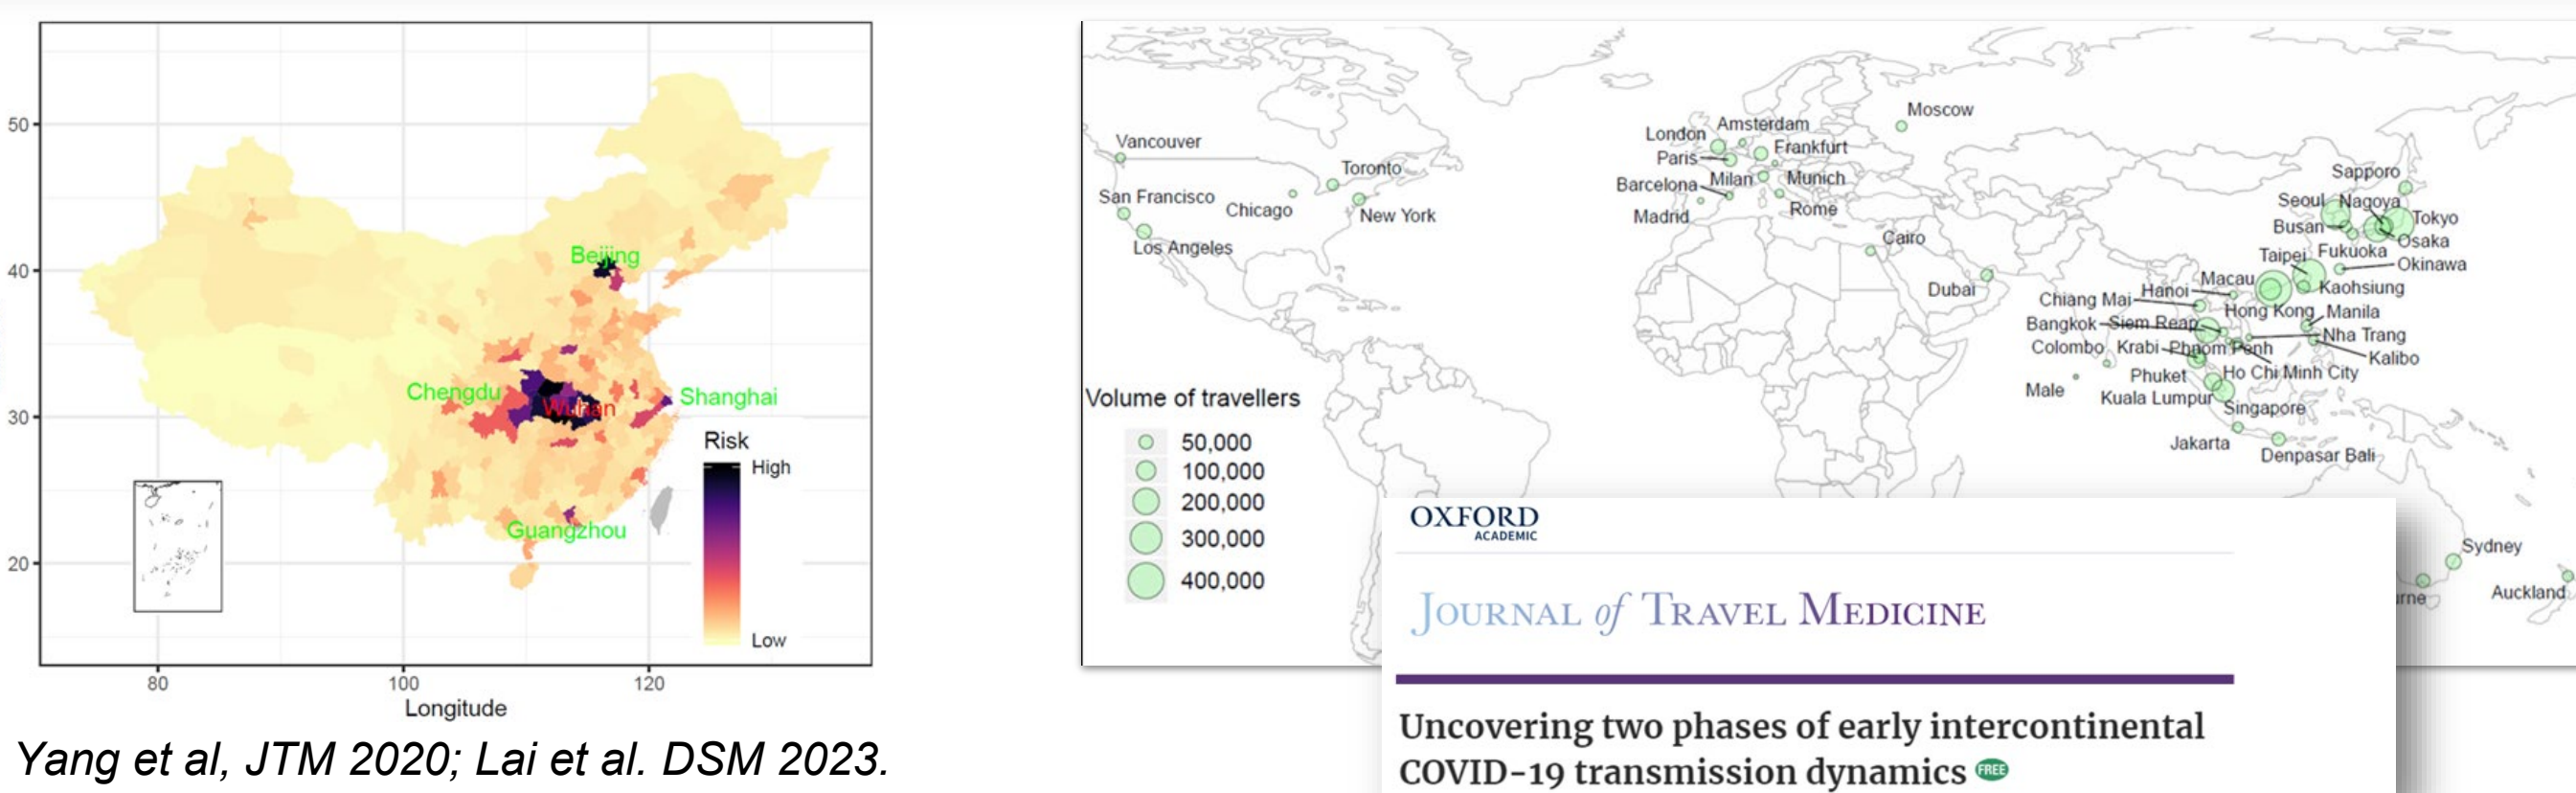 50
40
30
20
80
100
120
Longitude
Beijing
Chengdu
Wuhan
Shanghai
Guangzhou
Risk
High
Low
Yang et al, JTM 2020; Lai et al. DSM 2023.
Vancouver
San Francisco
Los Angeles
Chicago
Toronto
New York
London
Amsterdam
Moscow
Paris
Frankfurt
Barcelona
Milan
Munich
Madrid
Rome
Cairo
Dubai
Sapporo
Seoul
Nagoya
Tokyo
Busan
Osaka
Taipei
Fukuoka
Okinawa
Macau
Kaohsiung
Hanoi
Chiang Mai
Hong Kong
Manila
Bangkok
Siem Reap
Nha Trang
Colombo
Krabi
Phnom Penh
Kalibo
Male
Phuket
Ho Chi Minh City
Kuala Lumpur
Singapore
Jakarta
Denpasar Bali
Sydney
urne
Auckland
Volume of travellers
50,000
100,000
200,000
300,000
400,000
OXFORD
ACADEMIC
JOURNAL of TRAVEL MEDICINE
Uncovering two phases of early intercontinental
COVID-19 transmission dynamics FREE